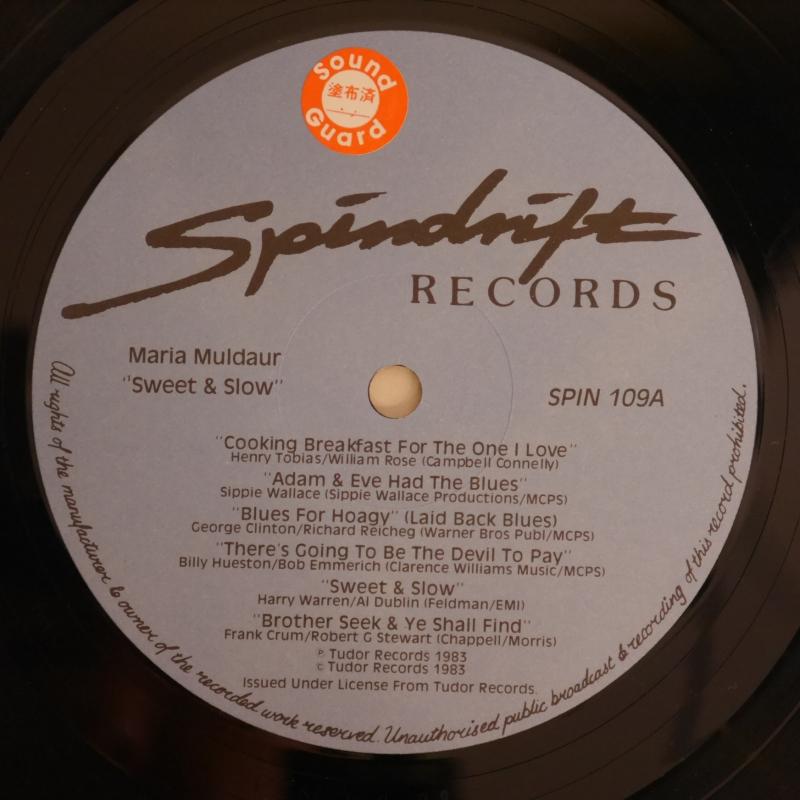 Sound
塗布済
Guard
Spindrift
RECORDS
Maria Muldaur
"Sweet & Slow"
SPIN 109A
"Cooking Breakfast For The One I Love"
Henry Tobias/William Rose (Campbell Connelly)
"Adam & Eve Had The Blues"
Sippie Wallace (Sippie Wallace Productions/MCPS)
"Blues For Hoagy" (Laid Back Blues)
George Clinton/Richard Reicheg (Warner Bros Publ/MCPS)
"There's Going To Be The Devil To Pay"
Billy Hueston/Bob Emmerich (Clarence Williams Music/MCPS)
"Sweet & Slow"
Harry Warren/Al Dublin (Feldman/EMI)
"Brother Seek & Ye Shall Find"
Frank Crum/Robert G Stewart (Chappell/Morris)
℗ Tudor Records 1983
© Tudor Records 1983
Issued Under License From Tudor Records.
All rights of the manufacturer & owner of the recorded work reserved. Unauthorised public broadcast & recording of this record prohibited.